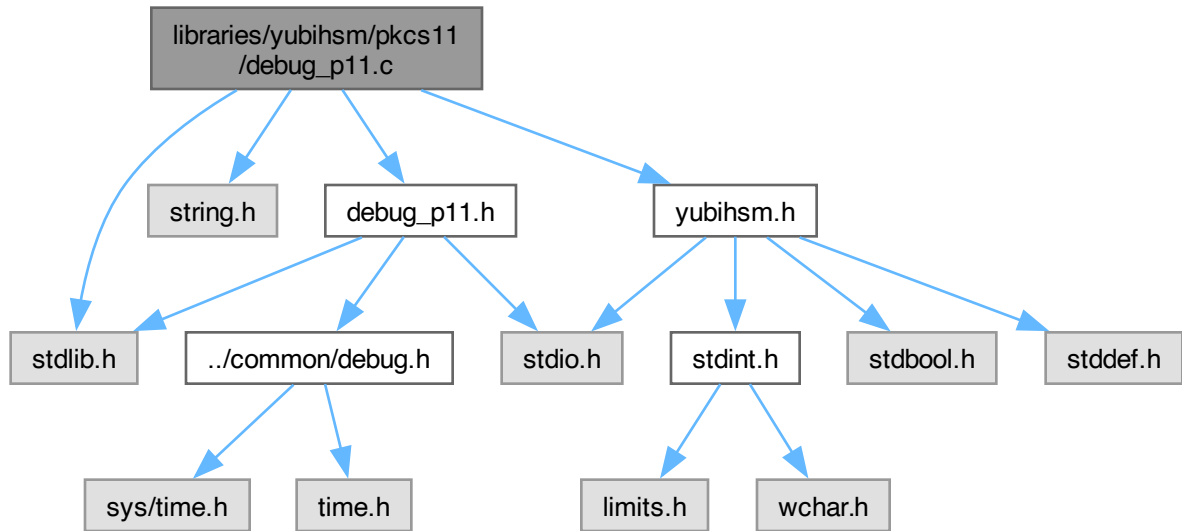 libraries/yubihsm/pkcs11
/debug_p11.c
string.h
debug_p11.h
yubihsm.h
stdlib.h
../common/debug.h
stdio.h
stdint.h
stdbool.h
stddef.h
sys/time.h
time.h
limits.h
wchar.h